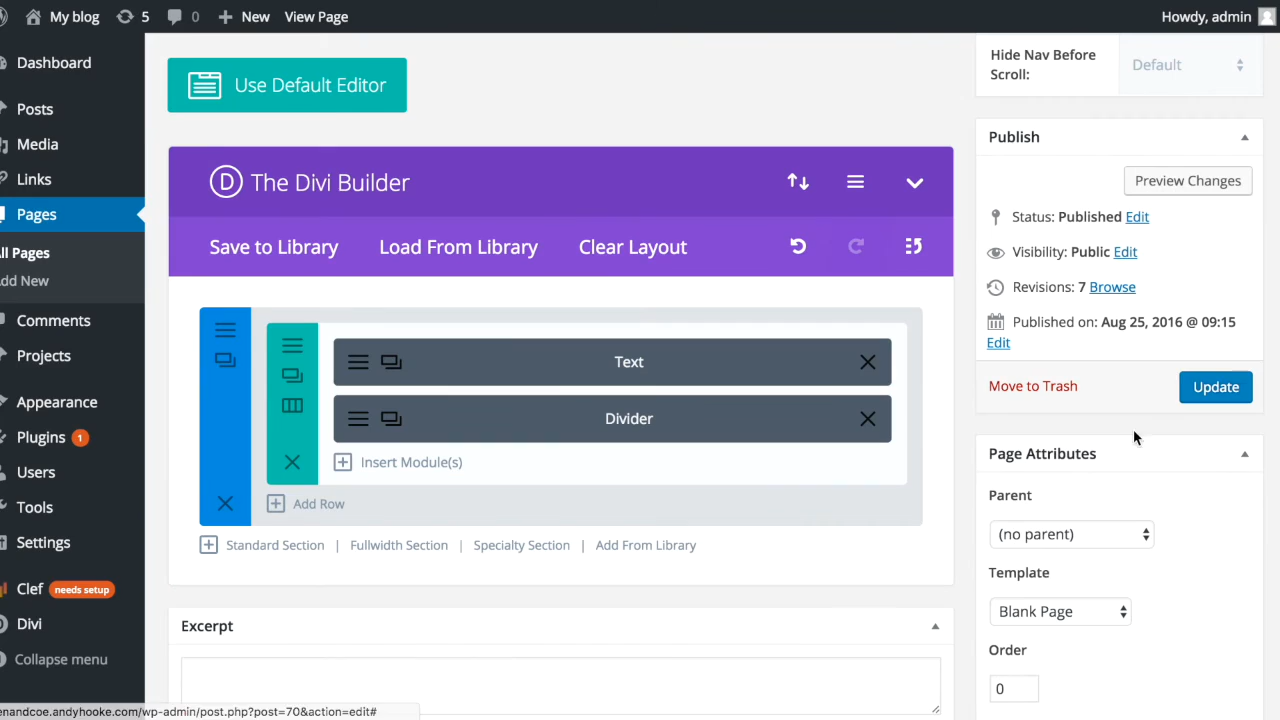 My blog 5 0 New View Page Howdy, admin
Dashboard
Posts
Media
Links
Pages
All Pages
Add New
Comments
Projects
Appearance
Plugins 1
Users
Tools
Settings
Clef needs setup
Divi
Collapse menu
Use Default Editor
D The Divi Builder
Save to Library Load From Library Clear Layout
Text
Divider
Insert Module(s)
Add Row
Standard Section | Fullwidth Section | Specialty Section | Add From Library
Excerpt
Hide Nav Before
Scroll:
Default
Publish
Preview Changes
Status: Published Edit
Visibility: Public Edit
Revisions: 7 Browse
Published on: Aug 25, 2016 @ 09:15
Edit
Move to Trash Update
Page Attributes
Parent
(no parent)
Template
Blank Page
Order
0
enandcoe.andyhooke.com/wp-admin/post.php?post=70&action=edit#